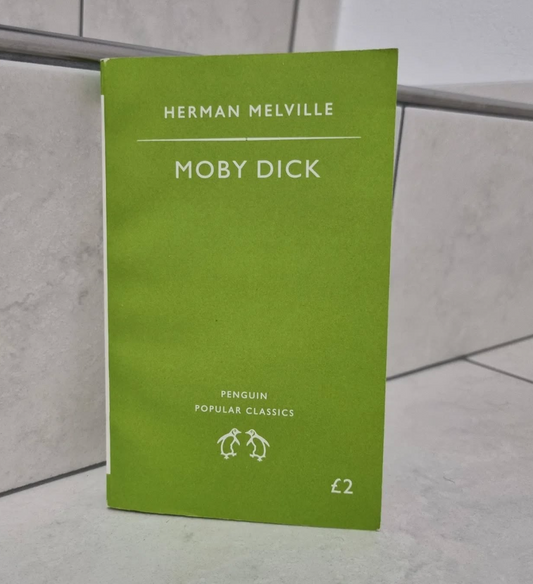 HERMAN MELVILLE
MOBY DICK
PENGUIN
POPULAR CLASSICS
£2